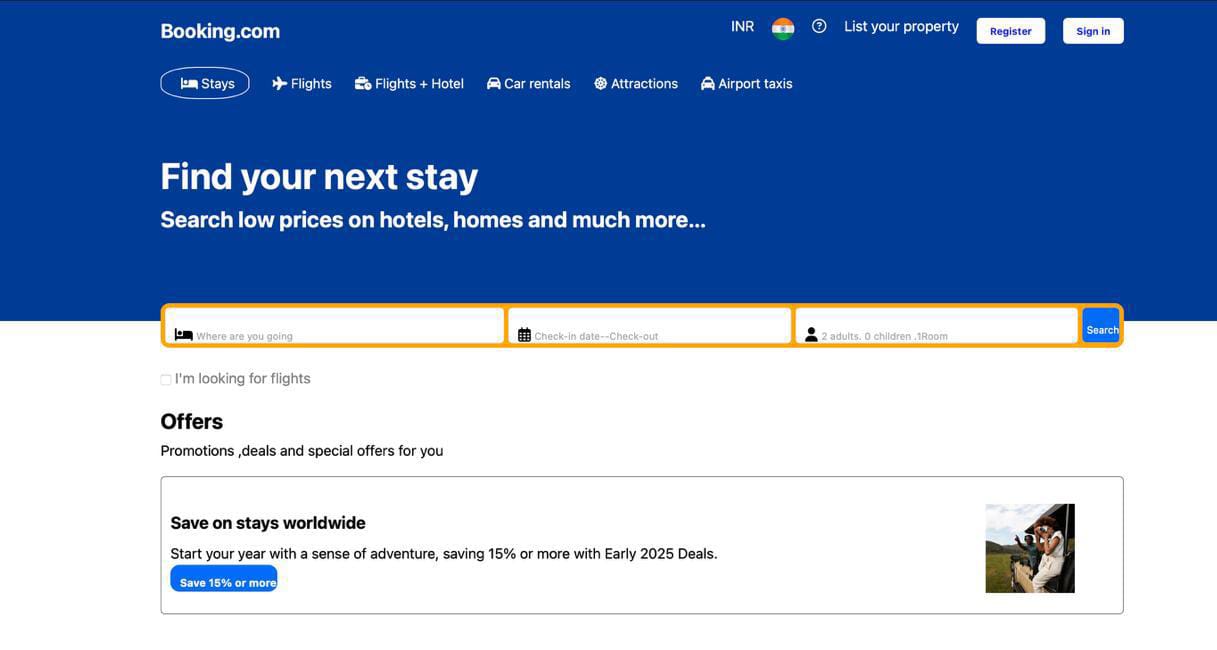 Booking.com
INR
List your property
Register
Sign in
Stays
Flights
Flights + Hotel
Car rentals
Attractions
Airport taxis
Find your next stay
Search low prices on hotels, homes and much more...
Where are you going
Check-in date--Check-out
2 adults. 0 children .1Room
Search
I'm looking for flights
Offers
Promotions ,deals and special offers for you
Save on stays worldwide
Start your year with a sense of adventure, saving 15% or more with Early 2025 Deals.
Save 15% or more